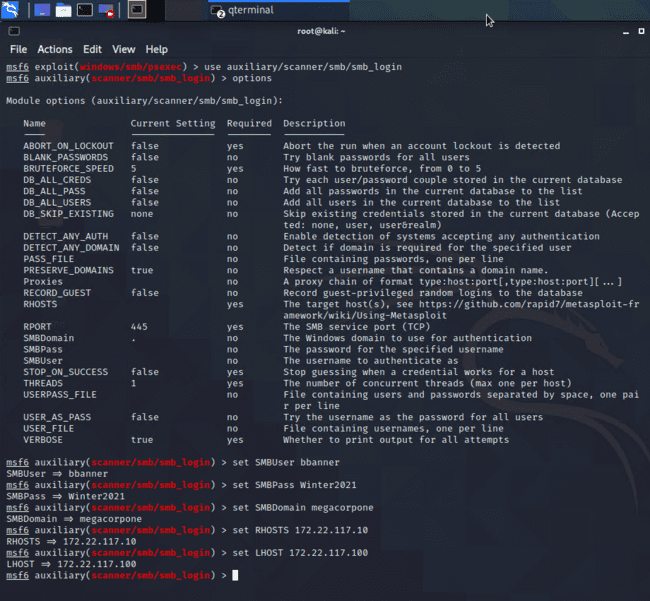 qterminal
2
root@kali: ~
File Actions Edit View Help
msf6 exploit(windows/smb/psexec) > use auxiliary/scanner/smb/smb_login
msf6 auxiliary(scanner/smb/smb_login) > options
Module options (auxiliary/scanner/smb/smb_login):
Name Current Setting Required Description
ABORT_ON_LOCKOUT false yes Abort the run when an account lockout is detected
BLANK_PASSWORDS false no Try blank passwords for all users
BRUTEFORCE_SPEED 5 yes How fast to bruteforce, from 0 to 5
DB_ALL_CREDS false no Try each user/password couple stored in the current database
DB_ALL_PASS false no Add all passwords in the current database to the list
DB_ALL_USERS false no Add all users in the current database to the list
DB_SKIP_EXISTING none no Skip existing credentials stored in the current database (Acce
pted: none, user, user&realm)
DETECT_ANY_AUTH false no Enable detection of systems accepting any authentication
DETECT_ANY_DOMAIN false no Detect if domain is required for the specified user
PASS_FILE no File containing passwords, one per line
PRESERVE_DOMAINS true no Respect a username that contains a domain name.
Proxies no A proxy chain of format type:host:port[,type:host:port][...]
RECORD_GUEST false no Record guest-privileged random logins to the database
RHOSTS yes The target host(s), see https://github.com/rapid7/metasploit-fr
amework/wiki/Using-Metasploit
RPORT 445 yes The SMB service port (TCP)
SMBDomain . no The Windows domain to use for authentication
SMBPass no The password for the specified username
SMBUser no The username to authenticate as
STOP_ON_SUCCESS false yes Stop guessing when a credential works for a host
THREADS 1 yes The number of concurrent threads (max one per host)
USERPASS_FILE no File containing users and passwords separated by space, one pai
r per line
USER_AS_PASS false no Try the username as the password for all users
USER_FILE no File containing usernames, one per line
VERBOSE true yes Whether to print output for all attempts
msf6 auxiliary(scanner/smb/smb_login) > set SMBUser bbanner
SMBUser => bbanner
msf6 auxiliary(scanner/smb/smb_login) > set SMBPass Winter2021
SMBPass => Winter2021
msf6 auxiliary(scanner/smb/smb_login) > set SMBDomain megacorpone
SMBDomain => megacorpone
msf6 auxiliary(scanner/smb/smb_login) > set RHOSTS 172.22.117.10
RHOSTS => 172.22.117.10
msf6 auxiliary(scanner/smb/smb_login) > set LHOST 172.22.117.100
LHOST => 172.22.117.100
msf6 auxiliary(scanner/smb/smb_login) >